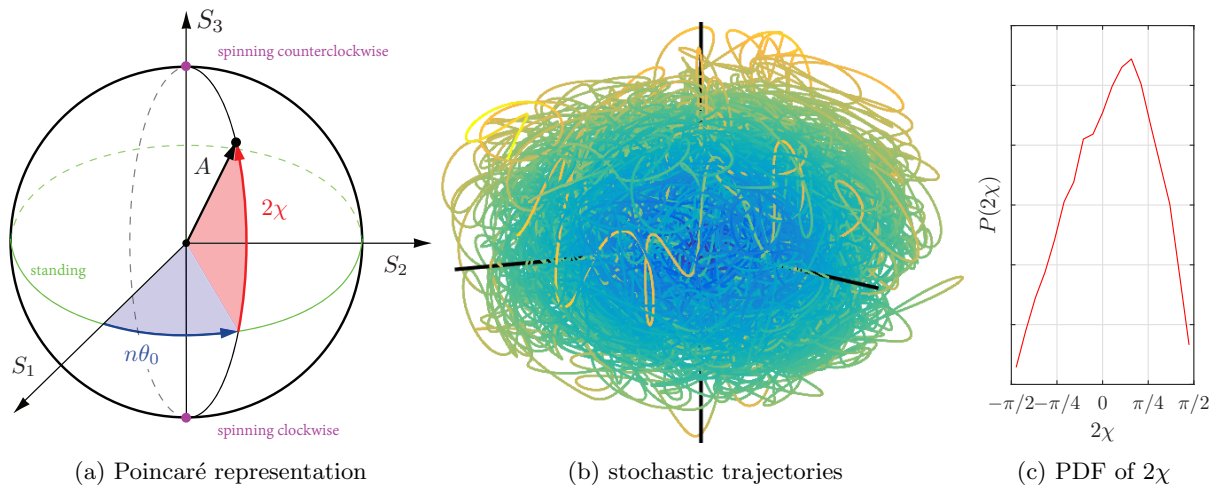 S₃
spinning counterclockwise
A
2χ
S₂
standing
nθ₀
S₁
spinning clockwise
(a) Poincaré representation
(b) stochastic trajectories
P(2χ)
−π/2 −π/4 0 π/4 π/2
2χ
(c) PDF of 2χ